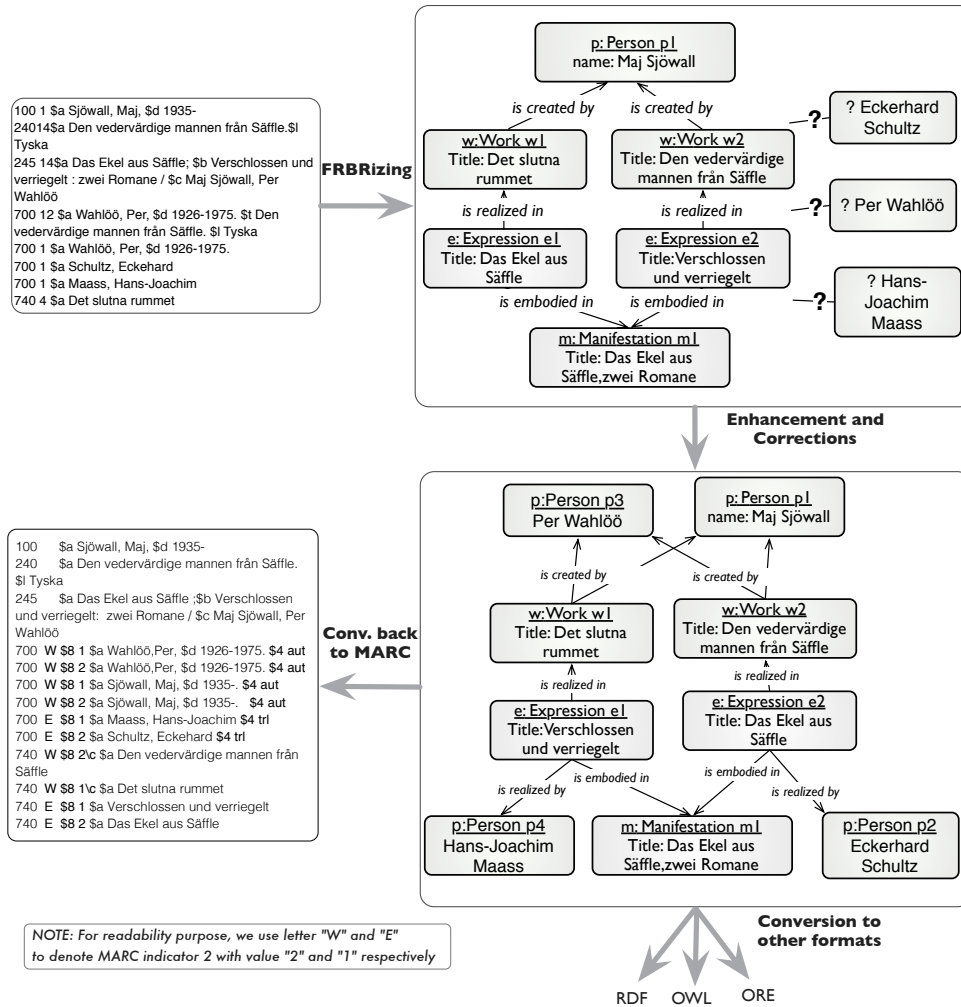 p: Person p1
name: Maj Sjöwall
is created by
is created by
? Eckerhard
Schultz
?
w:Work w1
Title: Det slutna
rummet
w:Work w2
Title: Den vedervärdige
mannen från Säffle
is realized in
is realized in
? Per Wahlöö
?
e: Expression e1
Title: Das Ekel aus
Säffle
e: Expression e2
Title:Verschlossen
und verriegelt
? Hans-
Joachim
Maass
?
is embodied in
is embodied in
m: Manifestation m1
Title: Das Ekel aus
Säffle,zwei Romane
100 1 $a Sjöwall, Maj, $d 1935-
24014$a Den vedervärdige mannen från Säffle.$l
Tyska
245 14$a Das Ekel aus Säffle; $b Verschlossen und
verriegelt : zwei Romane / $c Maj Sjöwall, Per
Wahlöö
700 12 $a Wahlöö, Per, $d 1926-1975. $t Den
vedervärdige mannen från Säffle. $l Tyska
700 1 $a Wahlöö, Per, $d 1926-1975.
700 1 $a Schultz, Eckehard
700 1 $a Maass, Hans-Joachim
740 4 $a Det slutna rummet
FRBRizing
Enhancement and
Corrections
p:Person p3
Per Wahlöö
p: Person p1
name: Maj Sjöwall
is created by
is created by
w:Work w1
Title: Det slutna
rummet
w:Work w2
Title: Den vedervärdige
mannen från Säffle
is realized in
is realized in
e: Expression e1
Title:Verschlossen
und verriegelt
e: Expression e2
Title: Das Ekel aus
Säffle
is realized by
is embodied in
is embodied in
is realized by
p:Person p4
Hans-Joachim
Maass
m: Manifestation m1
Title: Das Ekel aus
Säffle,zwei Romane
p:Person p2
Eckerhard
Schultz
Conv. back
to MARC
100 $a Sjöwall, Maj, $d 1935-
240 $a Den vedervärdige mannen från Säffle.
$l Tyska
245 $a Das Ekel aus Säffle ;$b Verschlossen
und verriegelt: zwei Romane / $c Maj Sjöwall, Per
Wahlöö
700 W $8 1 $a Wahlöö,Per, $d 1926-1975. $4 aut
700 W $8 2 $a Wahlöö,Per, $d 1926-1975. $4 aut
700 W $8 1 $a Sjöwall, Maj, $d 1935-. $4 aut
700 W $8 2 $a Sjöwall, Maj, $d 1935-. $4 aut
700 E $8 1 $a Maass, Hans-Joachim $4 trl
700 E $8 2 $a Schultz, Eckehard $4 trl
740 W $8 2\c $a Den vedervärdige mannen från
Säffle
740 W $8 1\c $a Det slutna rummet
740 E $8 1 $a Verschlossen und verriegelt
740 E $8 2 $a Das Ekel aus Säffle
NOTE: For readability purpose, we use letter "W" and "E"
to denote MARC indicator 2 with value "2" and "1" respectively
Conversion to
other formats
RDF
OWL
ORE